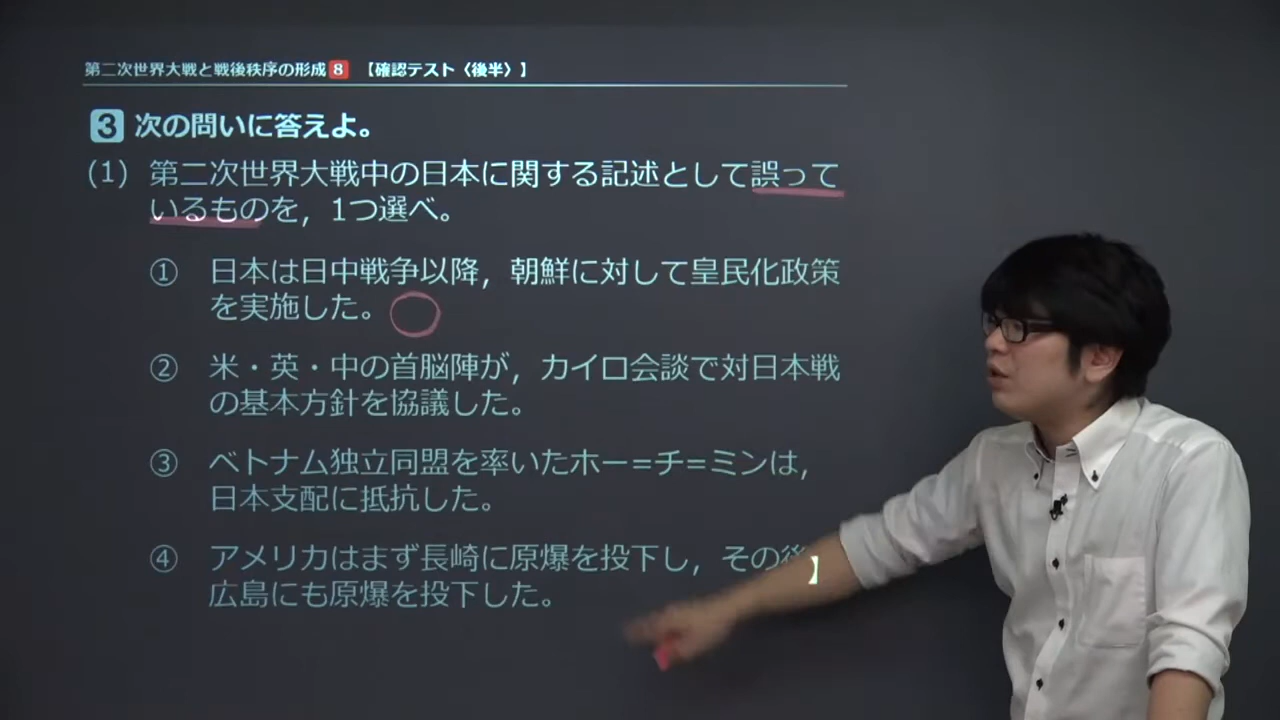 第二次世界大戦と戦後秩序の形成8 【確認テスト〈後半〉】
3 次の問いに答えよ。
(1) 第二次世界大戦中の日本に関する記述として誤って
いるものを，1つ選べ。
① 日本は日中戦争以降，朝鮮に対して皇民化政策
を実施した。
② 米・英・中の首脳陣が，カイロ会談で対日本戦
の基本方針を協議した。
③ ベトナム独立同盟を率いたホー=チ=ミンは，
日本支配に抵抗した。
④ アメリカはまず長崎に原爆を投下し，その後
広島にも原爆を投下した。